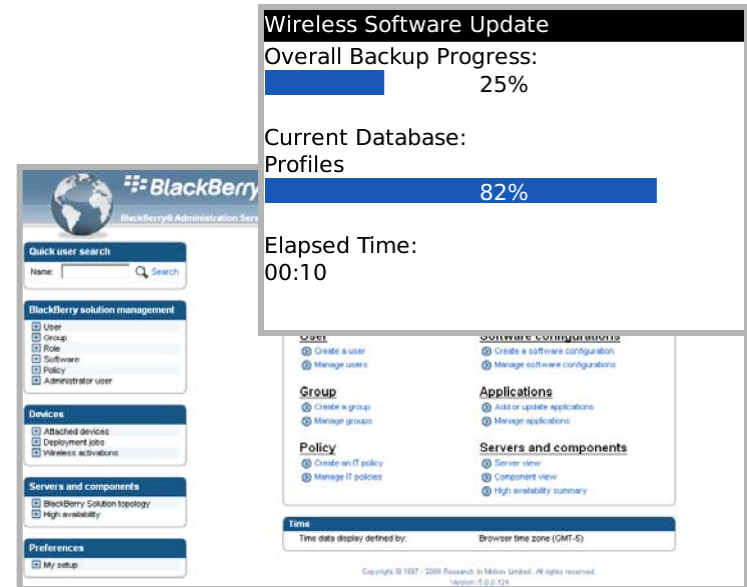 Wireless Software Update
Overall Backup Progress:
25%
Current Database:
Profiles
82%
Elapsed Time:
00:10
BlackBerry
BlackBerry® Administration Serv
Quick user search
Name: Search
BlackBerry solution management
User
Group
Role
Software
Policy
Administrator user
Devices
Attached devices
Deployment jobs
Wireless activations
Servers and components
BlackBerry Solution topology
High availability
Preferences
My setup
User
Create a user
Manage users
Group
Create a group
Manage groups
Policy
Create an IT policy
Manage IT policies
Software configurations
Create a software configuration
Manage software configurations
Applications
Add or update applications
Manage applications
Servers and components
Server view
Component view
High availability summary
Time
Time data display defined by: Browser time zone (GMT-5)
Copyright © 1997 - 2009 Research In Motion Limited. All rights reserved.
Version: 5.0.0.124